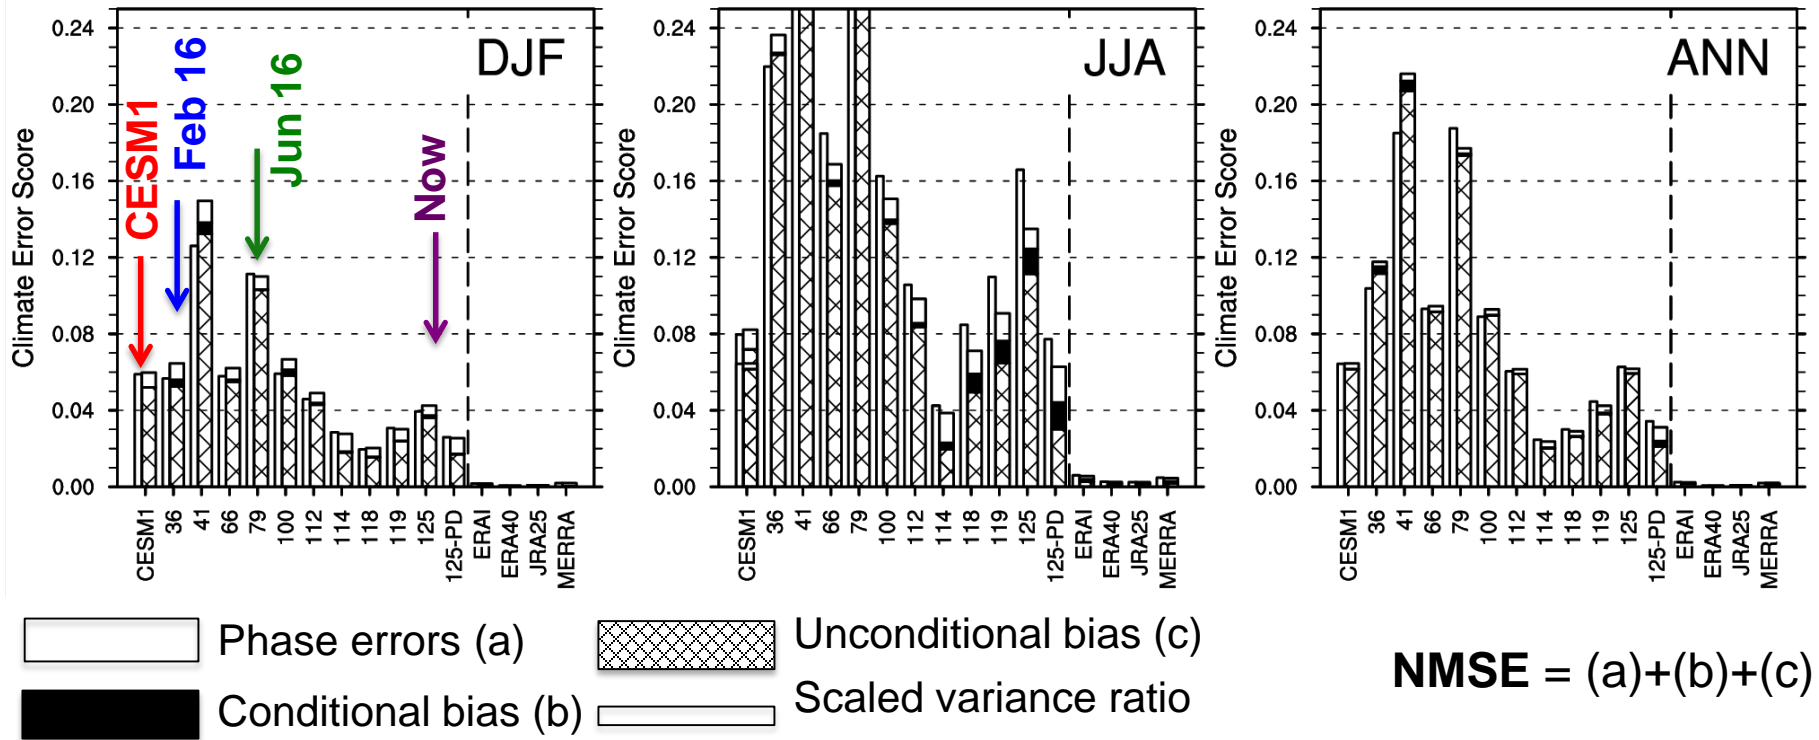 DJF
Climate Error Score
0.24
0.20
0.16
0.12
0.08
0.04
0.00
CESM1
Feb 16
Jun 16
Now
CESM1
36
41
66
79
100
112
114
118
119
125
125-PD
ERAI
ERA40
JRA25
MERRA
JJA
Climate Error Score
0.24
0.20
0.16
0.12
0.08
0.04
0.00
CESM1
36
41
66
79
100
112
114
118
119
125
125-PD
ERAI
ERA40
JRA25
MERRA
ANN
Climate Error Score
0.24
0.20
0.16
0.12
0.08
0.04
0.00
CESM1
36
41
66
79
100
112
114
118
119
125
125-PD
ERAI
ERA40
JRA25
MERRA
Phase errors (a)
Unconditional bias (c)
Conditional bias (b)
Scaled variance ratio
NMSE = (a)+(b)+(c)